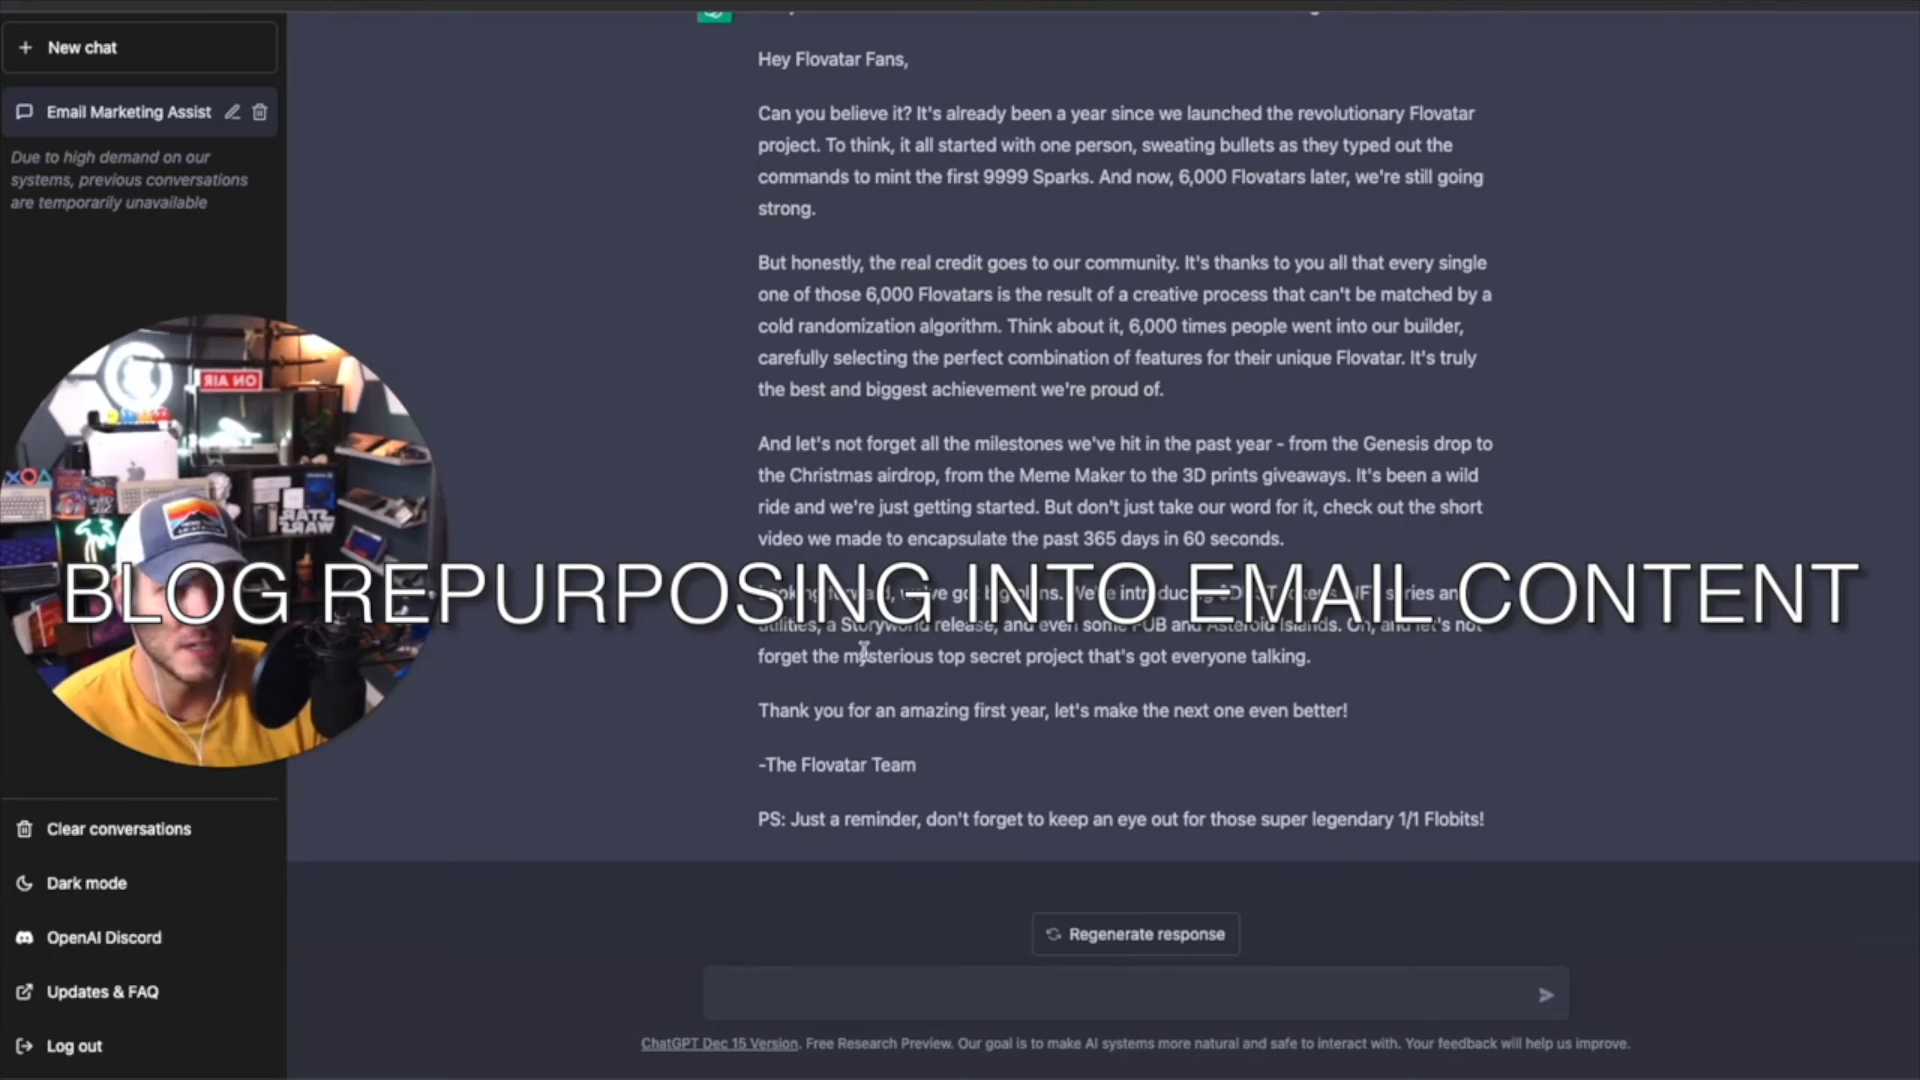 New chat
Email Marketing Assist
Due to high demand on our
systems, previous conversations
are temporarily unavailable
Hey Flovatar Fans,
Can you believe it? It's already been a year since we launched the revolutionary Flovatar
project. To think, it all started with one person, sweating bullets as they typed out the
commands to mint the first 9999 Sparks. And now, 6,000 Flovatars later, we're still going
strong.
But honestly, the real credit goes to our community. It's thanks to you all that every single
one of those 6,000 Flovatars is the result of a creative process that can't be matched by a
cold randomization algorithm. Think about it, 6,000 times people went into our builder,
carefully selecting the perfect combination of features for their unique Flovatar. It's truly
the best and biggest achievement we're proud of.
And let's not forget all the milestones we've hit in the past year - from the Genesis drop to
the Christmas airdrop, from the Meme Maker to the 3D prints giveaways. It's been a wild
ride and we're just getting started. But don't just take our word for it, check out the short
video we made to encapsulate the past 365 days in 60 seconds.
BLOG REPURPOSING INTO EMAIL CONTENT
utilities, a Storyworld release, and even some and Asteroid Islands. Oh, and let's not
forget the mysterious top secret project that's got everyone talking.
Thank you for an amazing first year, let's make the next one even better!
-The Flovatar Team
PS: Just a reminder, don't forget to keep an eye out for those super legendary 1/1 Flobits!
ON AIR
STAR
WARS
Clear conversations
Dark mode
OpenAI Discord
Updates & FAQ
Log out
Regenerate response
ChatGPT Dec 15 Version. Free Research Preview. Our goal is to make AI systems more natural and safe to interact with. Your feedback will help us improve.